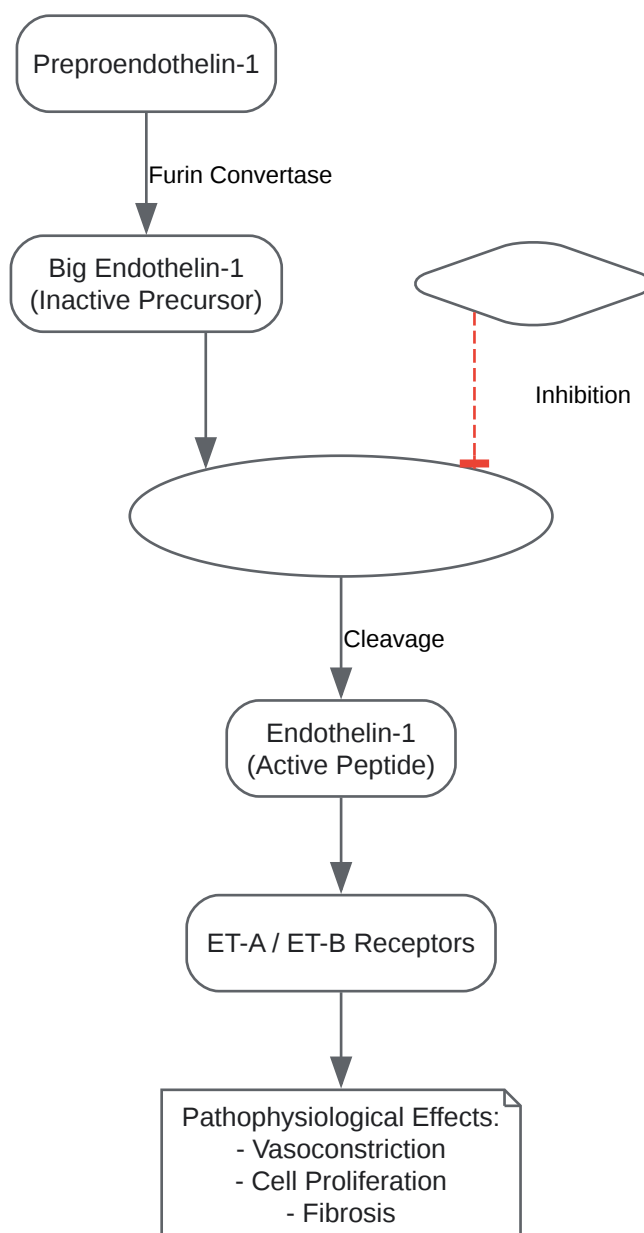 Preproendothelin-1
Furin Convertase
Big Endothelin-1
(Inactive Precursor)
Inhibition
Cleavage
Endothelin-1
(Active Peptide)
ET-A / ET-B Receptors
Pathophysiological Effects:
- Vasoconstriction
- Cell Proliferation
- Fibrosis